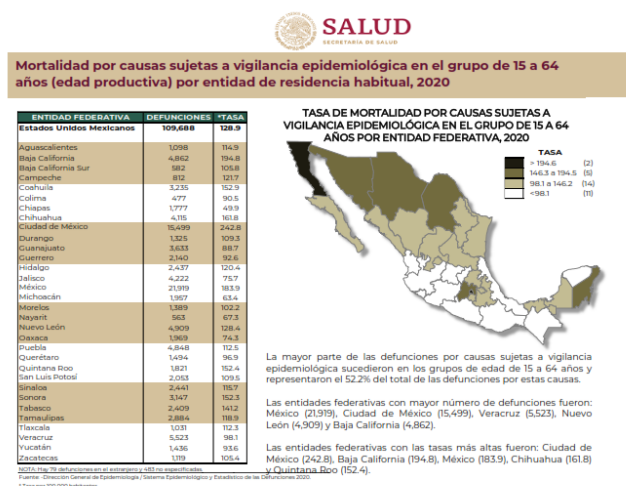 SALUD
SECRETARÍA DE SALUD
Mortalidad por causas sujetas a vigilancia epidemiológica en el grupo de 15 a 64
años (edad productiva) por entidad de residencia habitual, 2020
ENTIDAD FEDERATIVA DEFUNCIONES *TASA
Estados Unidos Mexicanos 109,688 128.9
Aguascalientes 1,098 114.9
Baja California 4,862 194.8
Baja California Sur 582 105.8
Campeche 812 121.7
Coahuila 3,235 152.9
Colima 477 90.5
Chiapas 1,777 49.9
Chihuahua 4,115 161.8
Ciudad de México 15,499 242.8
Durango 1,325 109.3
Guanajuato 3,633 88.7
Guerrero 2,140 92.6
Hidalgo 2,437 120.4
Jalisco 4,222 75.7
México 21,919 183.9
Michoacán 1,957 63.4
Morelos 1,389 102.2
Nayarit 563 67.3
Nuevo León 4,909 128.4
Oaxaca 1,969 74.3
Puebla 4,848 112.5
Querétaro 1,494 96.9
Quintana Roo 1,821 152.4
San Luis Potosí 2,053 109.5
Sinaloa 2,441 115.7
Sonora 3,147 152.3
Tabasco 2,409 141.2
Tamaulipas 2,884 118.9
Tlaxcala 1,031 112.3
Veracruz 5,523 98.1
Yucatán 1,436 93.6
Zacatecas 1,119 105.4
NOTA: Hay 78 defunciones en el extranjero y 483 no especificadas.
Fuente: -Dirección General de Epidemiología / Sistema Epidemiológico y Estadístico de las Defunciones 2020.
TASA DE MORTALIDAD POR CAUSAS SUJETAS A
VIGILANCIA EPIDEMIOLÓGICA EN EL GRUPO DE 15 A 64
AÑOS POR ENTIDAD FEDERATIVA, 2020
TASA
> 194.6 (2)
146.3 a 194.5 (5)
98.1 a 146.2 (14)
<98.1 (11)
La mayor parte de las defunciones por causas sujetas a vigilancia
epidemiológica sucedieron en los grupos de edad de 15 a 64 años y
representaron el 52.2% del total de las defunciones por estas causas.
Las entidades federativas con mayor número de defunciones fueron:
México (21,919), Ciudad de México (15,499), Veracruz (5,523), Nuevo
León (4,909) y Baja California (4,862).
Las entidades federativas con las tasas más altas fueron: Ciudad de
México (242.8), Baja California (194.8), México (183.9), Chihuahua (161.8)
y Quintana Roo (152.4).